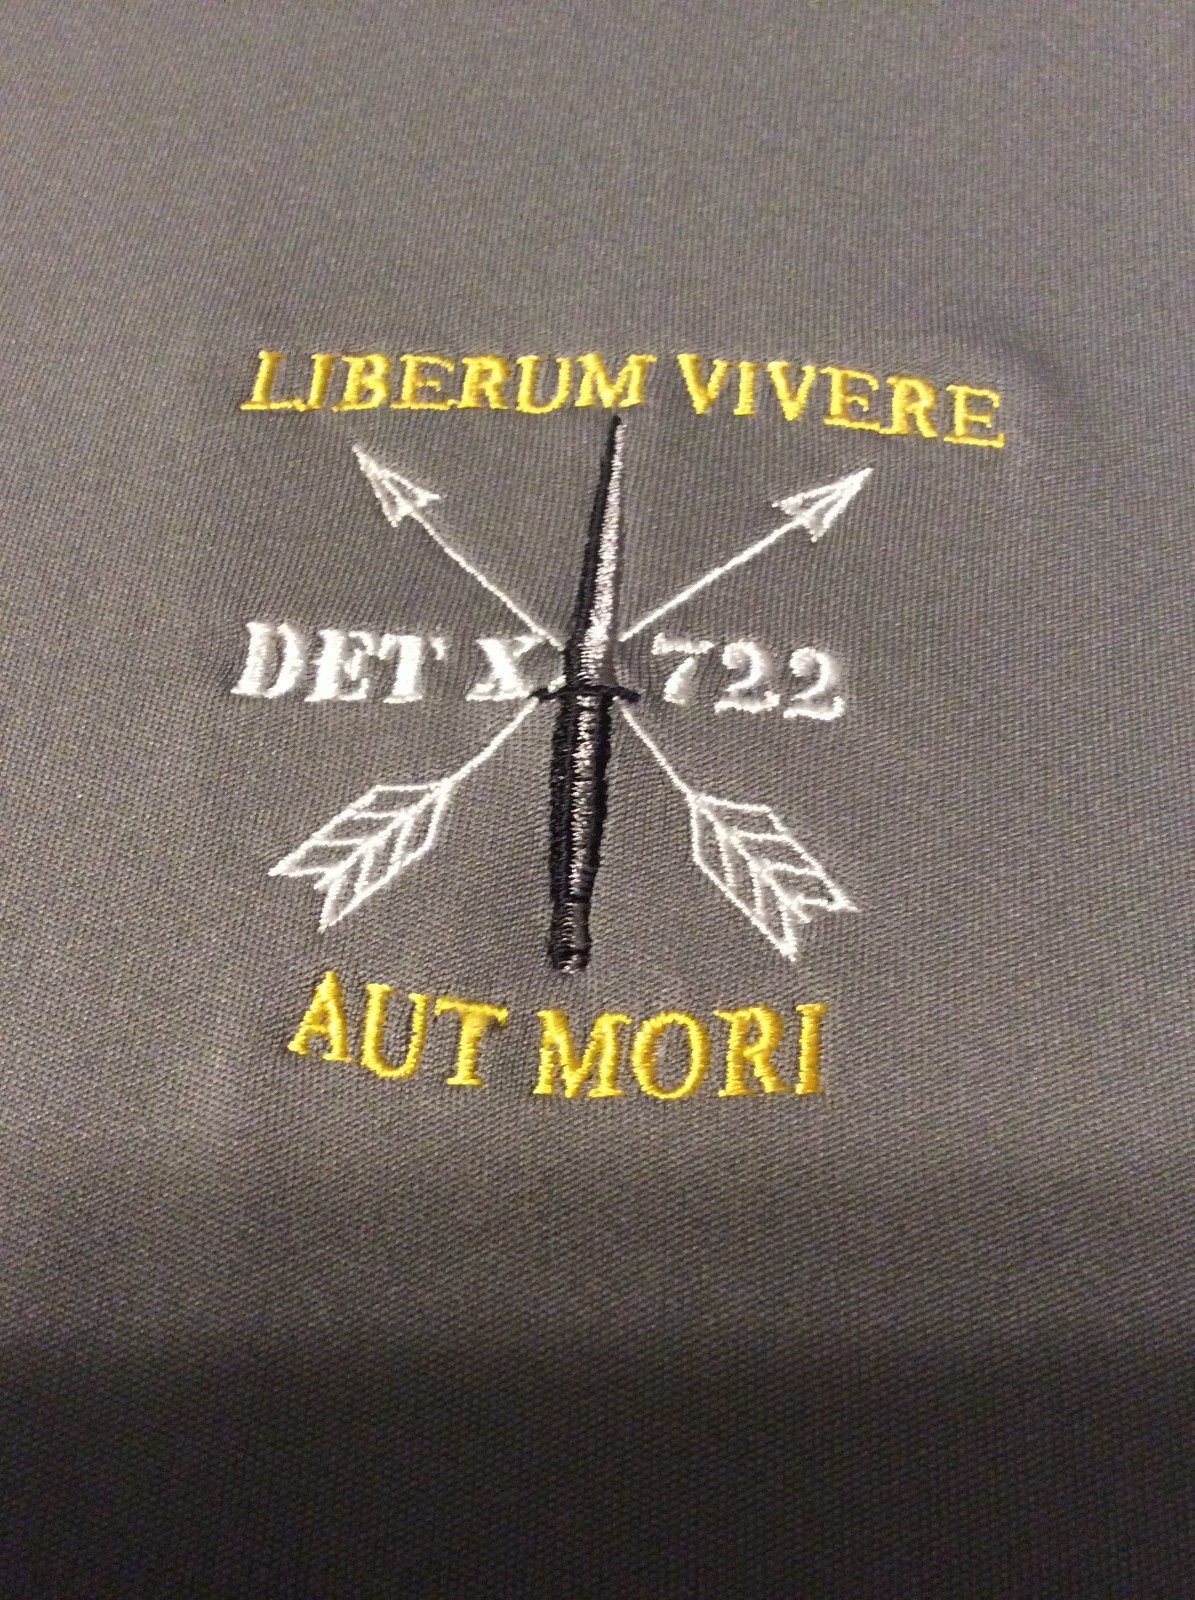 LIBERUM VIVERE
DET X 722
AUT MORI